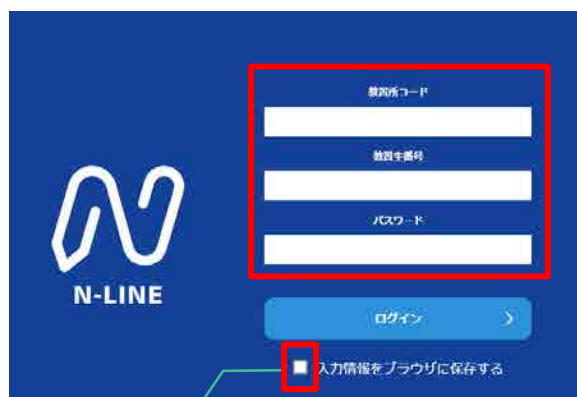 教習所コード
教習生番号
パスワード
N-LINE
ログイン
入力情報をブラウザに保存する